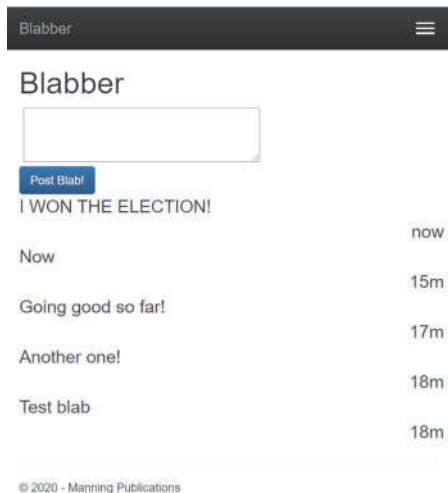 Blabber
Blabber
Post Blab!
I WON THE ELECTION!
now
Now
15m
Going good so far!
17m
Another one!
18m
Test blab
18m
© 2020 - Manning Publications